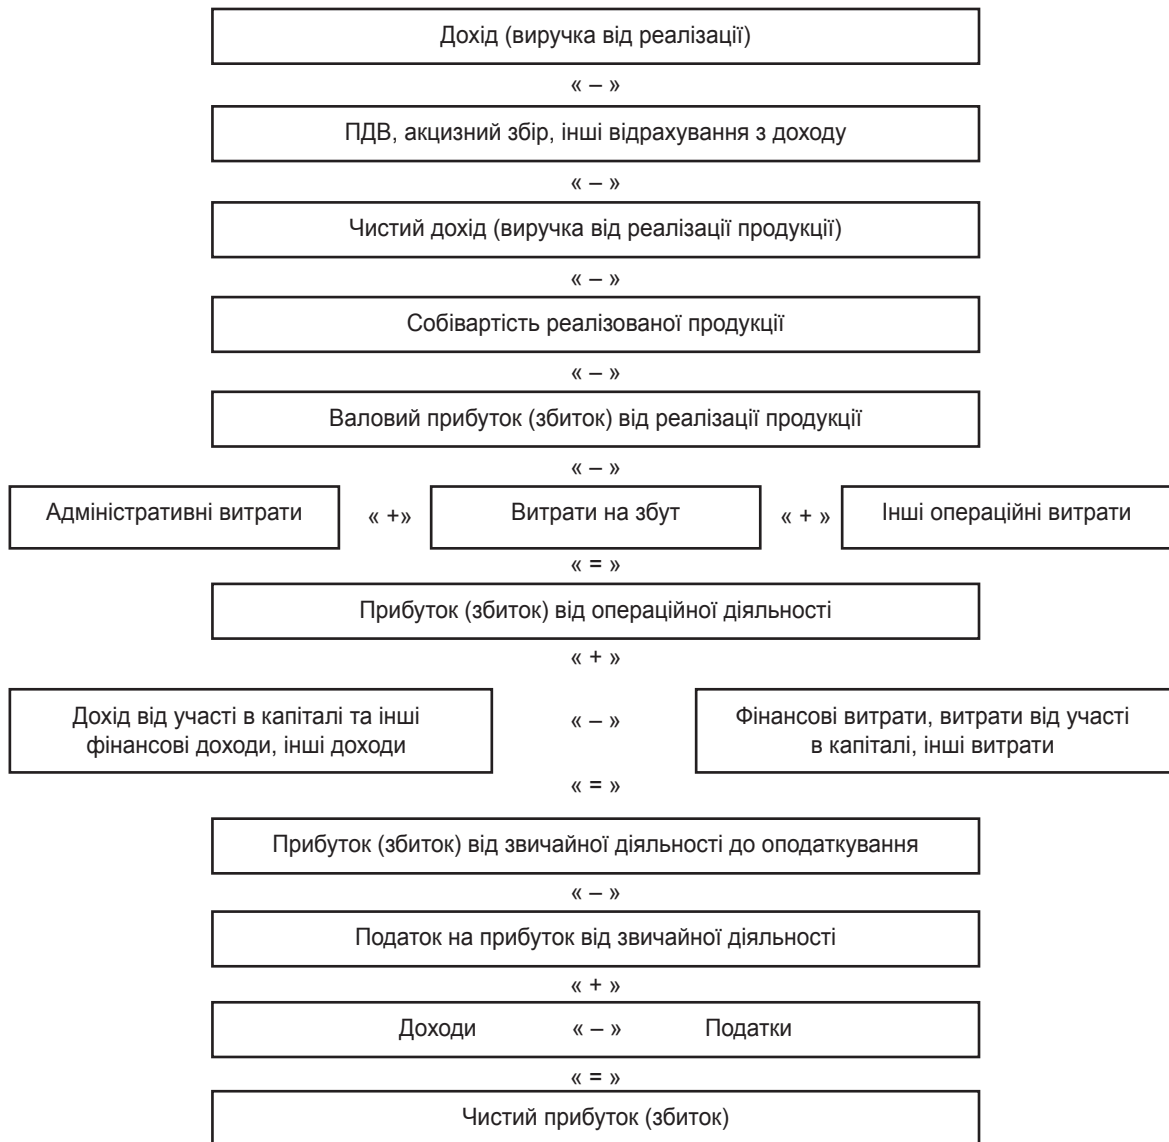 Дохід (виручка від реалізації)
« – »
ПДВ, акцизний збір, інші відрахування з доходу
« – »
Чистий дохід (виручка від реалізації продукції)
« – »
Собівартість реалізованої продукції
« – »
Валовий прибуток (збиток) від реалізації продукції
« – »
Адміністративні витрати « +» Витрати на збут « + » Інші операційні витрати
« = »
Прибуток (збиток) від операційної діяльності
« + »
Дохід від участі в капіталі та інші
фінансові доходи, інші доходи
« – »
Фінансові витрати, витрати від участі
в капіталі, інші витрати
« = »
Прибуток (збиток) від звичайної діяльності до оподаткування
« – »
Податок на прибуток від звичайної діяльності
« + »
Доходи « – » Податки
« = »
Чистий прибуток (збиток)